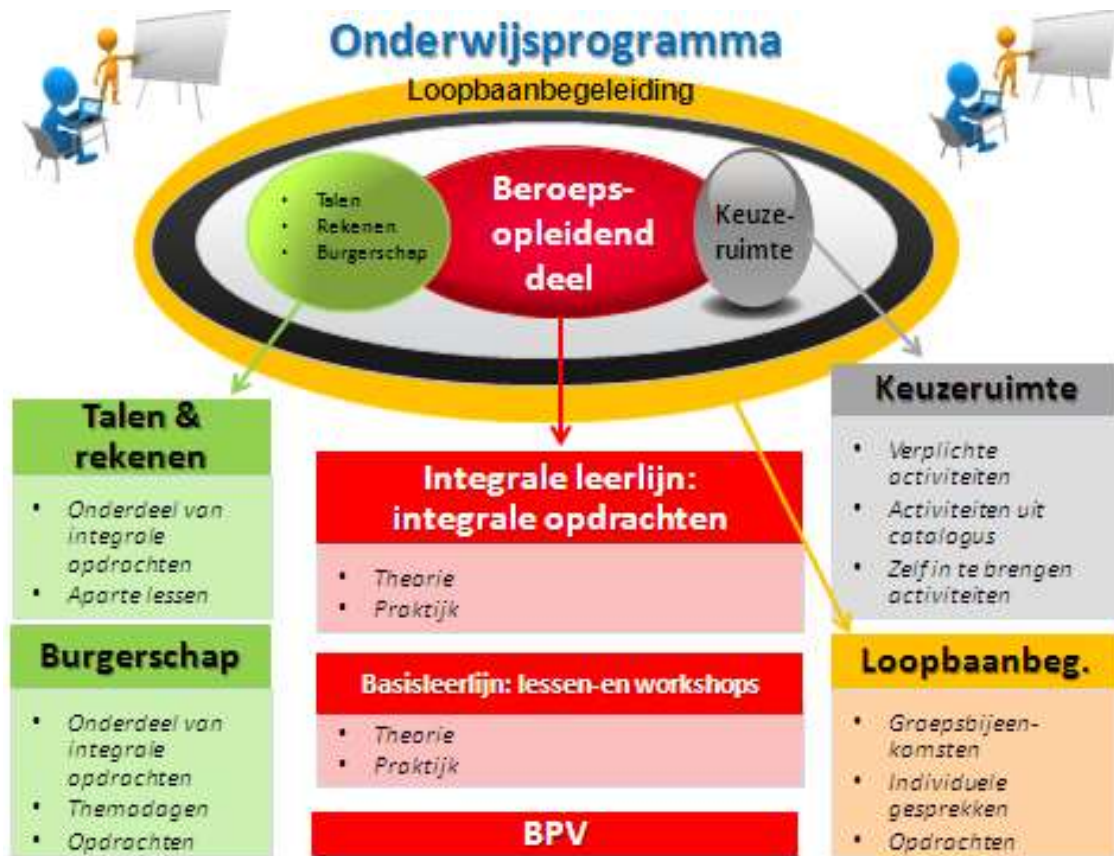 Onderwijsprogramma
Loopbaanbegeleiding
• Talen
• Rekenen
• Burgerschap
Beroeps-
opleidend
deel
Keuze-
ruimte
Talen &
rekenen
• Onderdeel van
integrale
opdrachten
• Aparte lessen
Burgerschap
• Onderdeel van
integrale
opdrachten
• Themadagen
• Opdrachten
Integrale leerlijn:
integrale opdrachten
• Theorie
• Praktijk
Basisleerlijn: lessen-en workshops
• Theorie
• Praktijk
BPV
Keuzeruimte
• Verplichte
activiteiten
• Activiteiten uit
catalogus
• Zelf in te brengen
activiteiten
Loopbaanbeg.
• Groepsbijeen-
komsten
• Individuele
gesprekken
• Opdrachten